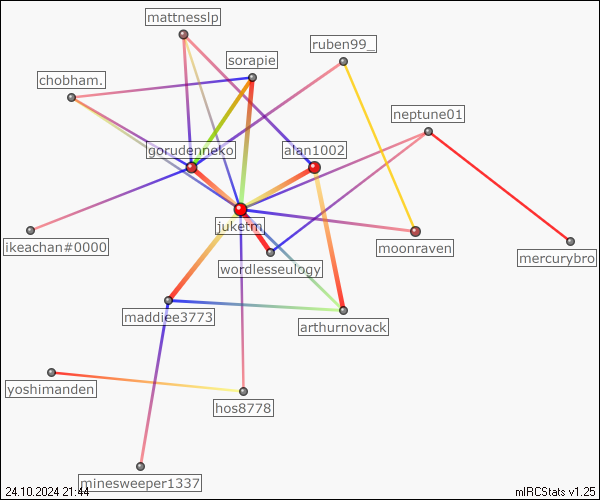 mattnesslp
ruben99_
sorapie
chobham.
neptune01
gorudenneko
alan1002
juketm
ikeachan#0000
moonraven
mercurybro
wordlesseulogy
maddiee3773
arthurnovack
yoshimanden
hos8778
minesweeper1337
24.10.2024 21:44
mIRCStats v1.25